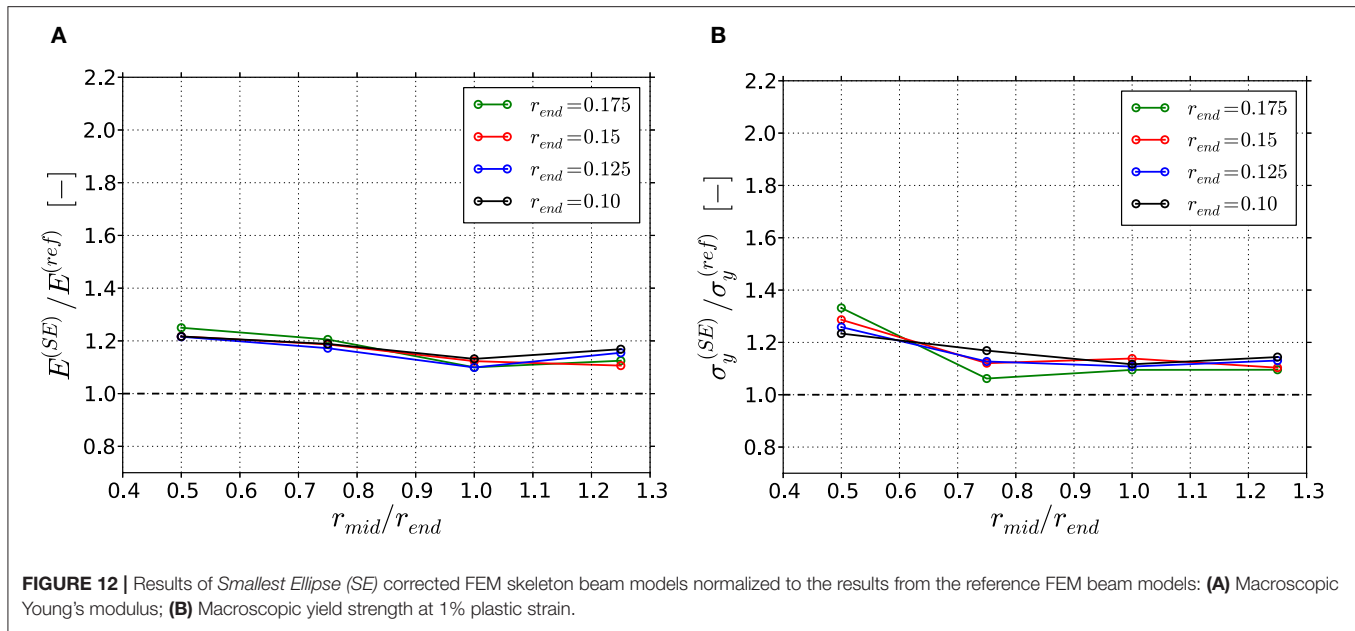 A
2.2
2.0
1.8
1.6
1.4
1.2
1.0
0.8
0.4 0.5 0.6 0.7 0.8 0.9 1.0 1.1 1.2 1.3
r_mid/r_end
E^(SE)/E^(ref) [−]
r_end=0.175
r_end=0.15
r_end=0.125
r_end=0.10
B
2.2
2.0
1.8
1.6
1.4
1.2
1.0
0.8
0.4 0.5 0.6 0.7 0.8 0.9 1.0 1.1 1.2 1.3
r_mid/r_end
σ_y^(SE)/σ_y^(ref) [−]
r_end=0.175
r_end=0.15
r_end=0.125
r_end=0.10
FIGURE 12 | Results of Smallest Ellipse (SE) corrected FEM skeleton beam models normalized to the results from the reference FEM beam models: (A) Macroscopic
Young's modulus; (B) Macroscopic yield strength at 1% plastic strain.